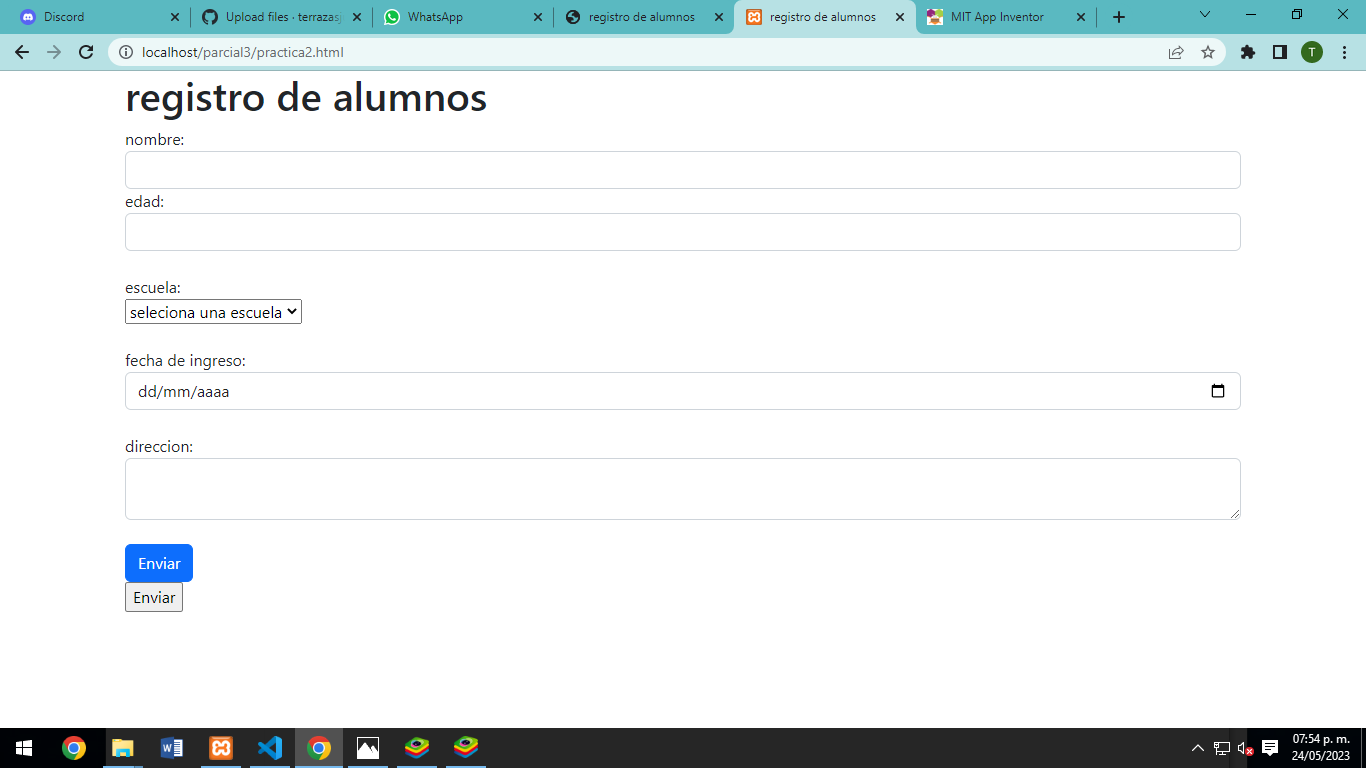 Discord
Upload files · terrazas
WhatsApp
registro de alumnos
registro de alumnos
MIT App Inventor
localhost/parcial3/practica2.html
T
registro de alumnos
nombre:
edad:
escuela:
seleciona una escuela
fecha de ingreso:
dd/mm/aaaa
direccion:
Enviar
Enviar
07:54 p. m.
24/05/2023